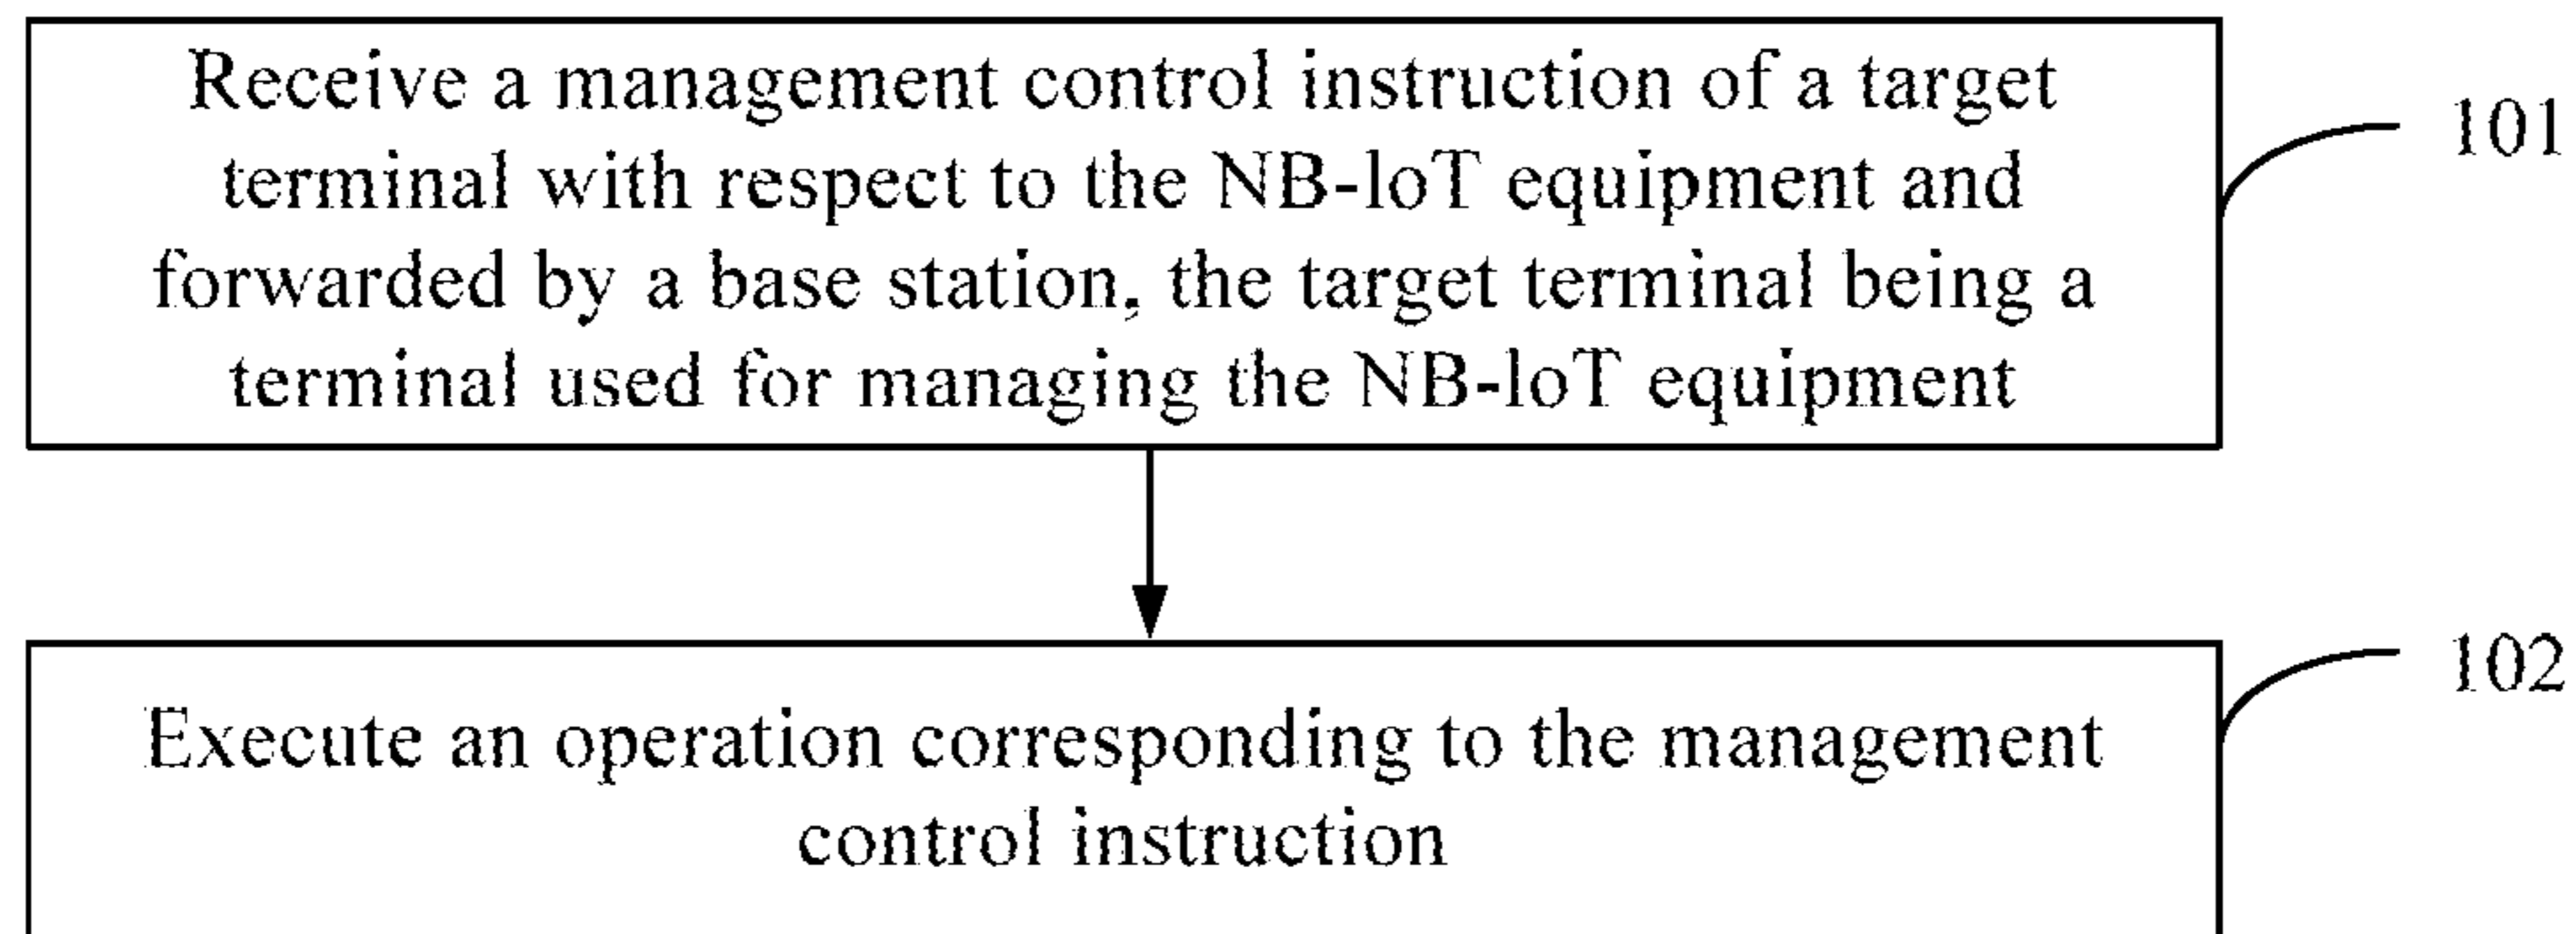 Receive a management control instruction of a target
terminal with respect to the NB-loT equipment and
forwarded by a base station, the target terminal being a
terminal used for managing the NB-loT equipment
101
Execute an operation corresponding to the management
control instruction
102